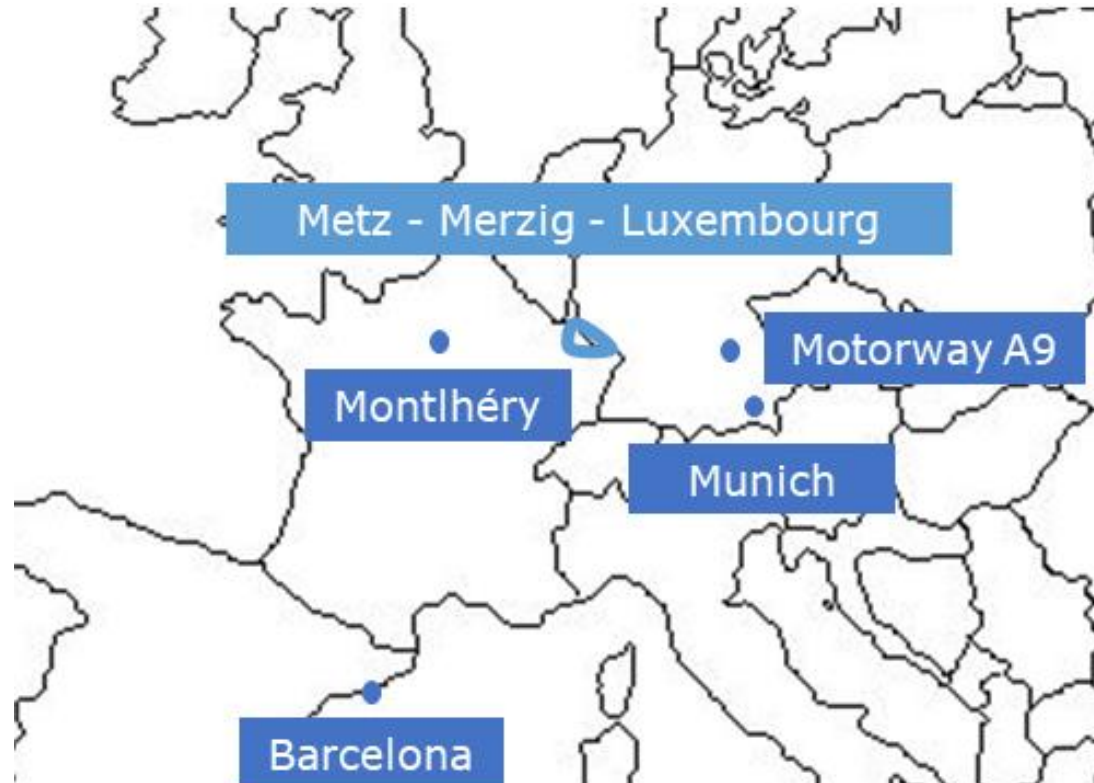 Metz - Merzig - Luxembourg
Motorway A9
Montlhéry
Munich
Barcelona